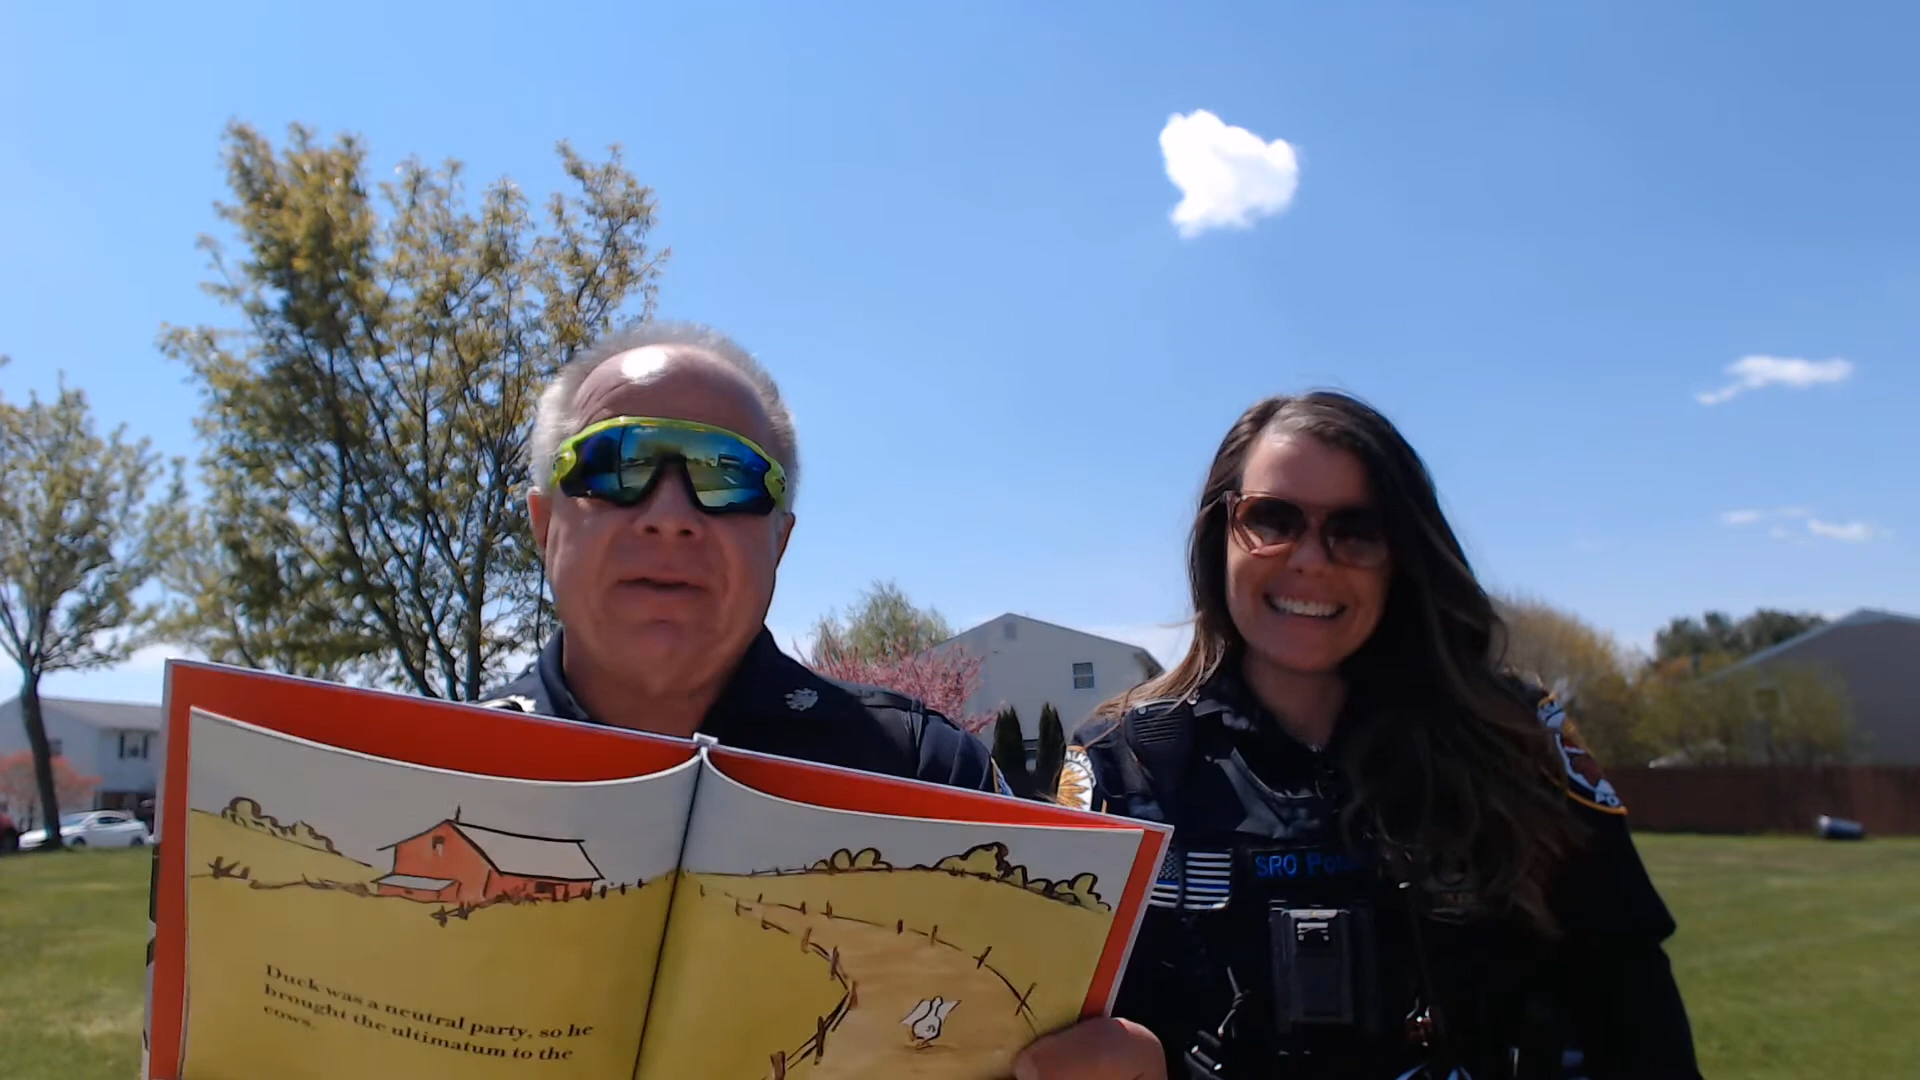 Duck was a neutral party, so he
brought the ultimatum to the
cows.
SRO